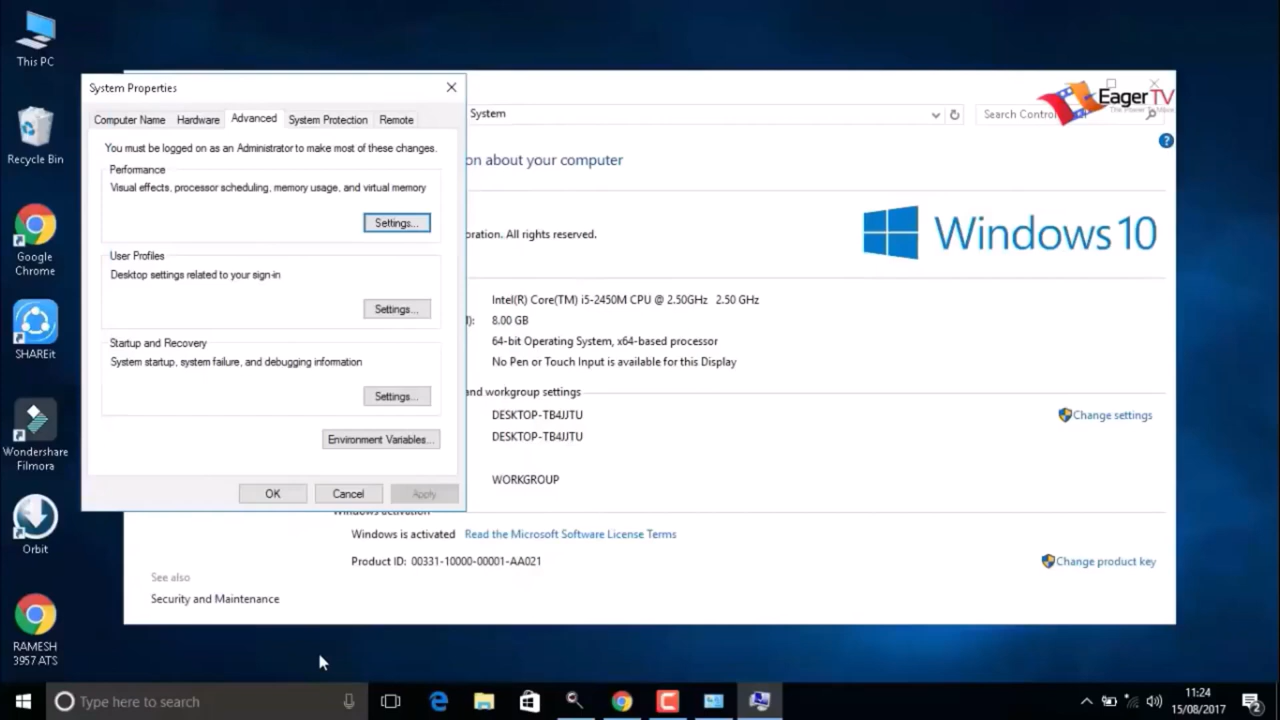 This PC
Recycle Bin
Google
Chrome
SHAREit
Wondershare
Filmora
Orbit
RAMESH
3957 ATS
System Properties
Computer Name
Hardware
Advanced
System Protection
Remote
You must be logged on as an Administrator to make most of these changes.
Performance
Visual effects, processor scheduling, memory usage, and virtual memory
Settings...
User Profiles
Desktop settings related to your sign-in
Settings...
Startup and Recovery
System startup, system failure, and debugging information
Settings...
Environment Variables...
OK
Cancel
Apply
System
Search Control
EagerTV
on about your computer
oration. All rights reserved.
Windows 10
Intel(R) Core(TM) i5-2450M CPU @ 2.50GHz 2.50 GHz
8.00 GB
64-bit Operating System, x64-based processor
No Pen or Touch Input is available for this Display
and workgroup settings
DESKTOP-TB4JJTU
Change settings
DESKTOP-TB4JJTU
WORKGROUP
Windows activation
Windows is activated Read the Microsoft Software License Terms
Product ID: 00331-10000-00001-AA021
Change product key
See also
Security and Maintenance
Type here to search
11:24
15/08/2017
2